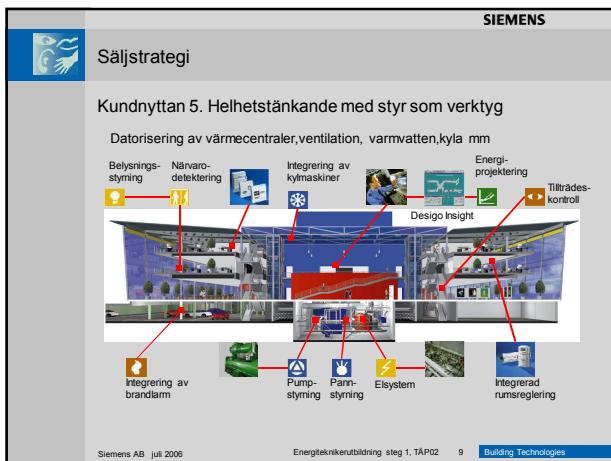 SIEMENS
Säljstrategi
Kundnyttan 5. Helhetstänkande med styr som verktyg
Datorisering av värmecentraler,ventilation, varmvatten,kyla mm
Belysnings-
styrning
Närvaro-
detektering
Integrering av
kylmaskiner
Energi-
projektering
Desigo Insight
Tillträdes-
kontroll
Integrering av
brandlarm
Pump-
styrning
Pann-
styrning
Elsystem
Integrerad
rumsreglering
Siemens AB juli 2006
Energiteknikerutbildning steg 1, TÄP02 9
Building Technologies